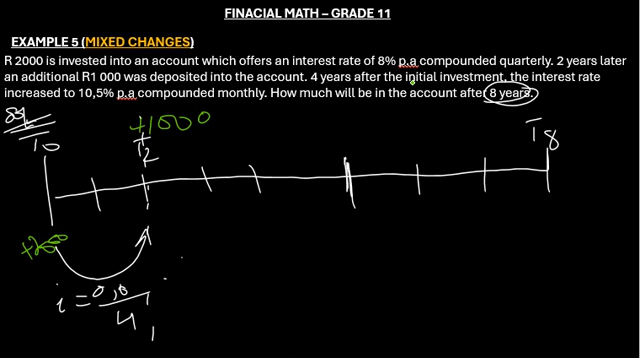 FINACIAL MATH – GRADE 11
EXAMPLE 5 (MIXED CHANGES)
R 2000 is invested into an account which offers an interest rate of 8% p.a compounded quarterly. 2 years later
an additional R1 000 was deposited into the account. 4 years after the initial investment, the interest rate
increased to 10,5% p.a compounded monthly. How much will be in the account after 8 years.
+1000
T0
T2
T8
i = 0,0
4